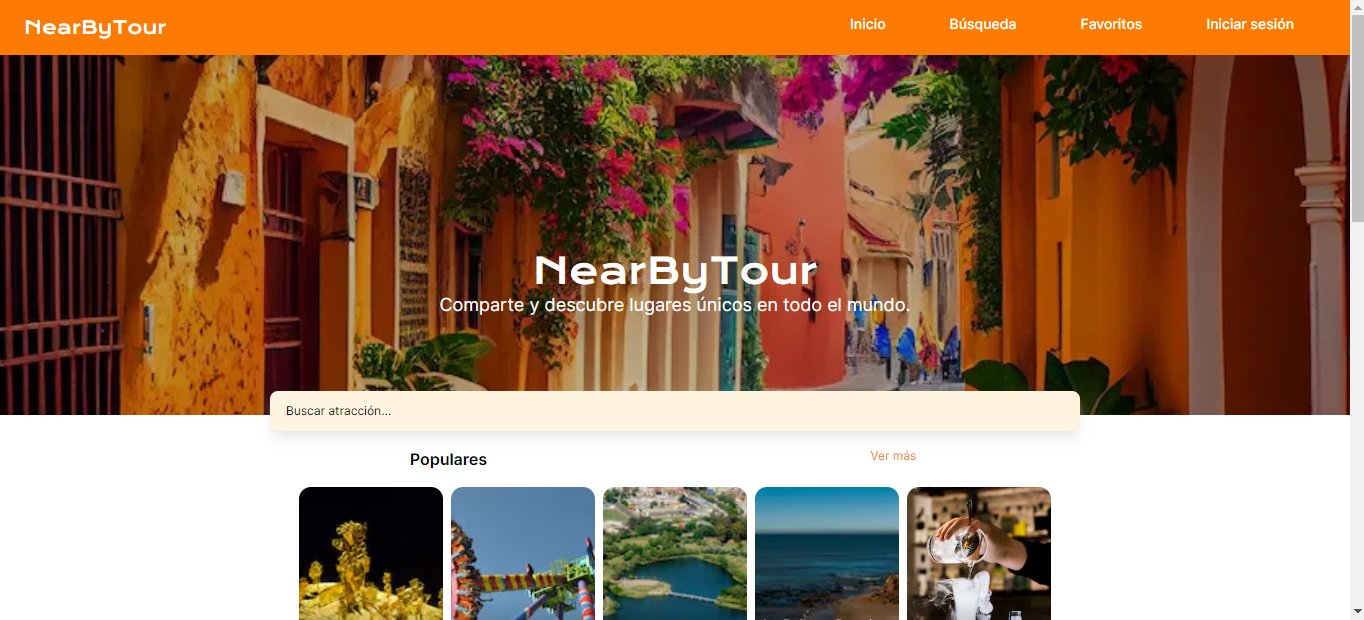 NearByTour
Inicio Búsqueda Favoritos Iniciar sesión
NearByTour
Comparte y descubre lugares únicos en todo el mundo.
Buscar atracción...
Populares
Ver más